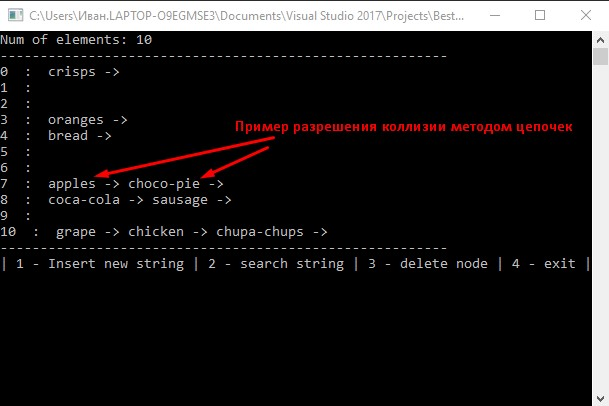 C:\Users\Иван.LAPTOP-O9EGMSE3\Documents\Visual Studio 2017\Projects\Best...
Num of elements: 10
--------------------------------------------------------
0  :  crisps ->
1  :
2  :
3  :  oranges ->
4  :  bread ->
Пример разрешения коллизии методом цепочек
5  :
6  :
7  :  apples -> choco-pie ->
8  :  coca-cola -> sausage ->
9  :
10  :  grape -> chicken -> chupa-chups ->
--------------------------------------------------------
| 1 - Insert new string | 2 - search string | 3 - delete node | 4 - exit |